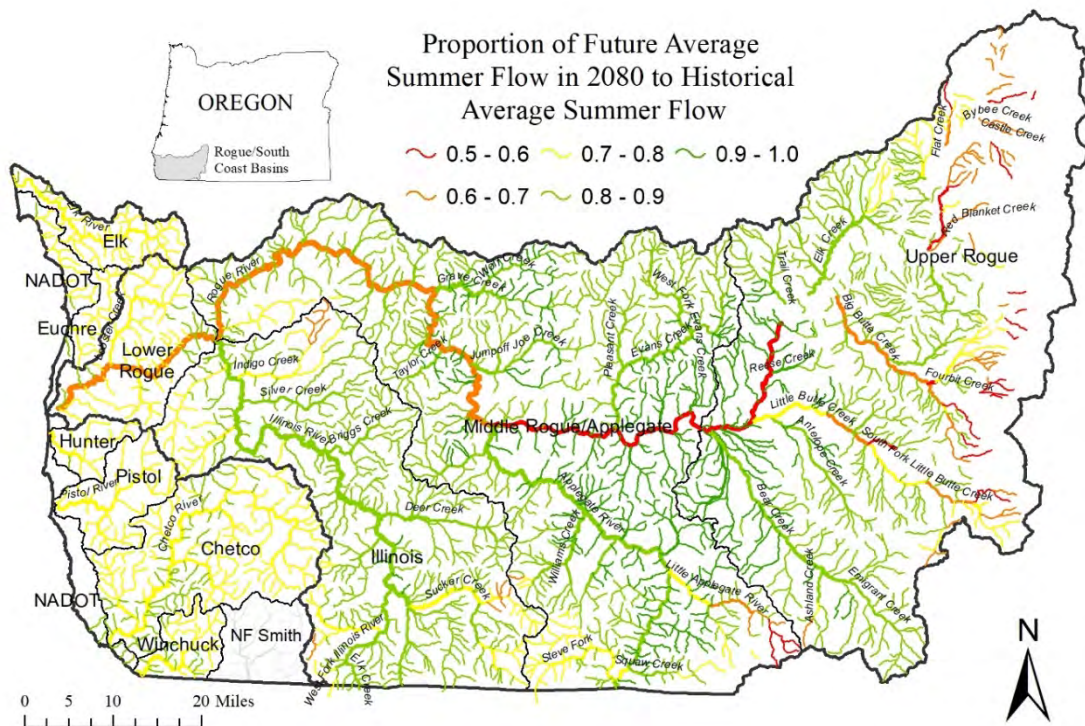 Proportion of Future Average
Summer Flow in 2080 to Historical
Average Summer Flow
0.5 - 0.6
0.7 - 0.8
0.9 - 1.0
0.6 - 0.7
0.8 - 0.9
OREGON
Rogue/South
Coast Basins
Bybee Creek
Castle Creek
Flat Creek
Red Blanket Creek
Upper Rogue
Elk River
Elk
NADOT
Euchre
Lobster Creek
Lower
Rogue
Rogue River
Grave Creek
Wolf Creek
West Fork Evans Creek
Trail Creek
Elk Creek
Big Butte Creek
Fourbit Creek
Indigo Creek
Silver Creek
Taylor Creek
Jumpoff Joe Creek
Pleasant Creek
Evans Creek
Reese Creek
Little Butte Creek
Hunter
Pistol
Pistol River
Illinois River
Briggs Creek
Middle Rogue/Applegate
Antelope Creek
South Fork Little Butte Creek
Chetco River
Chetco
Deer Creek
Applegate River
Bear Creek
Illinois
Williams Creek
Sucker Creek
Little Applegate River
Ashland Creek
Emigrant Creek
NADOT
Winchuck
NF Smith
West Fork Illinois River
Elk Creek
Steve Fork
Squaw Creek
N
0 5 10 20 Miles